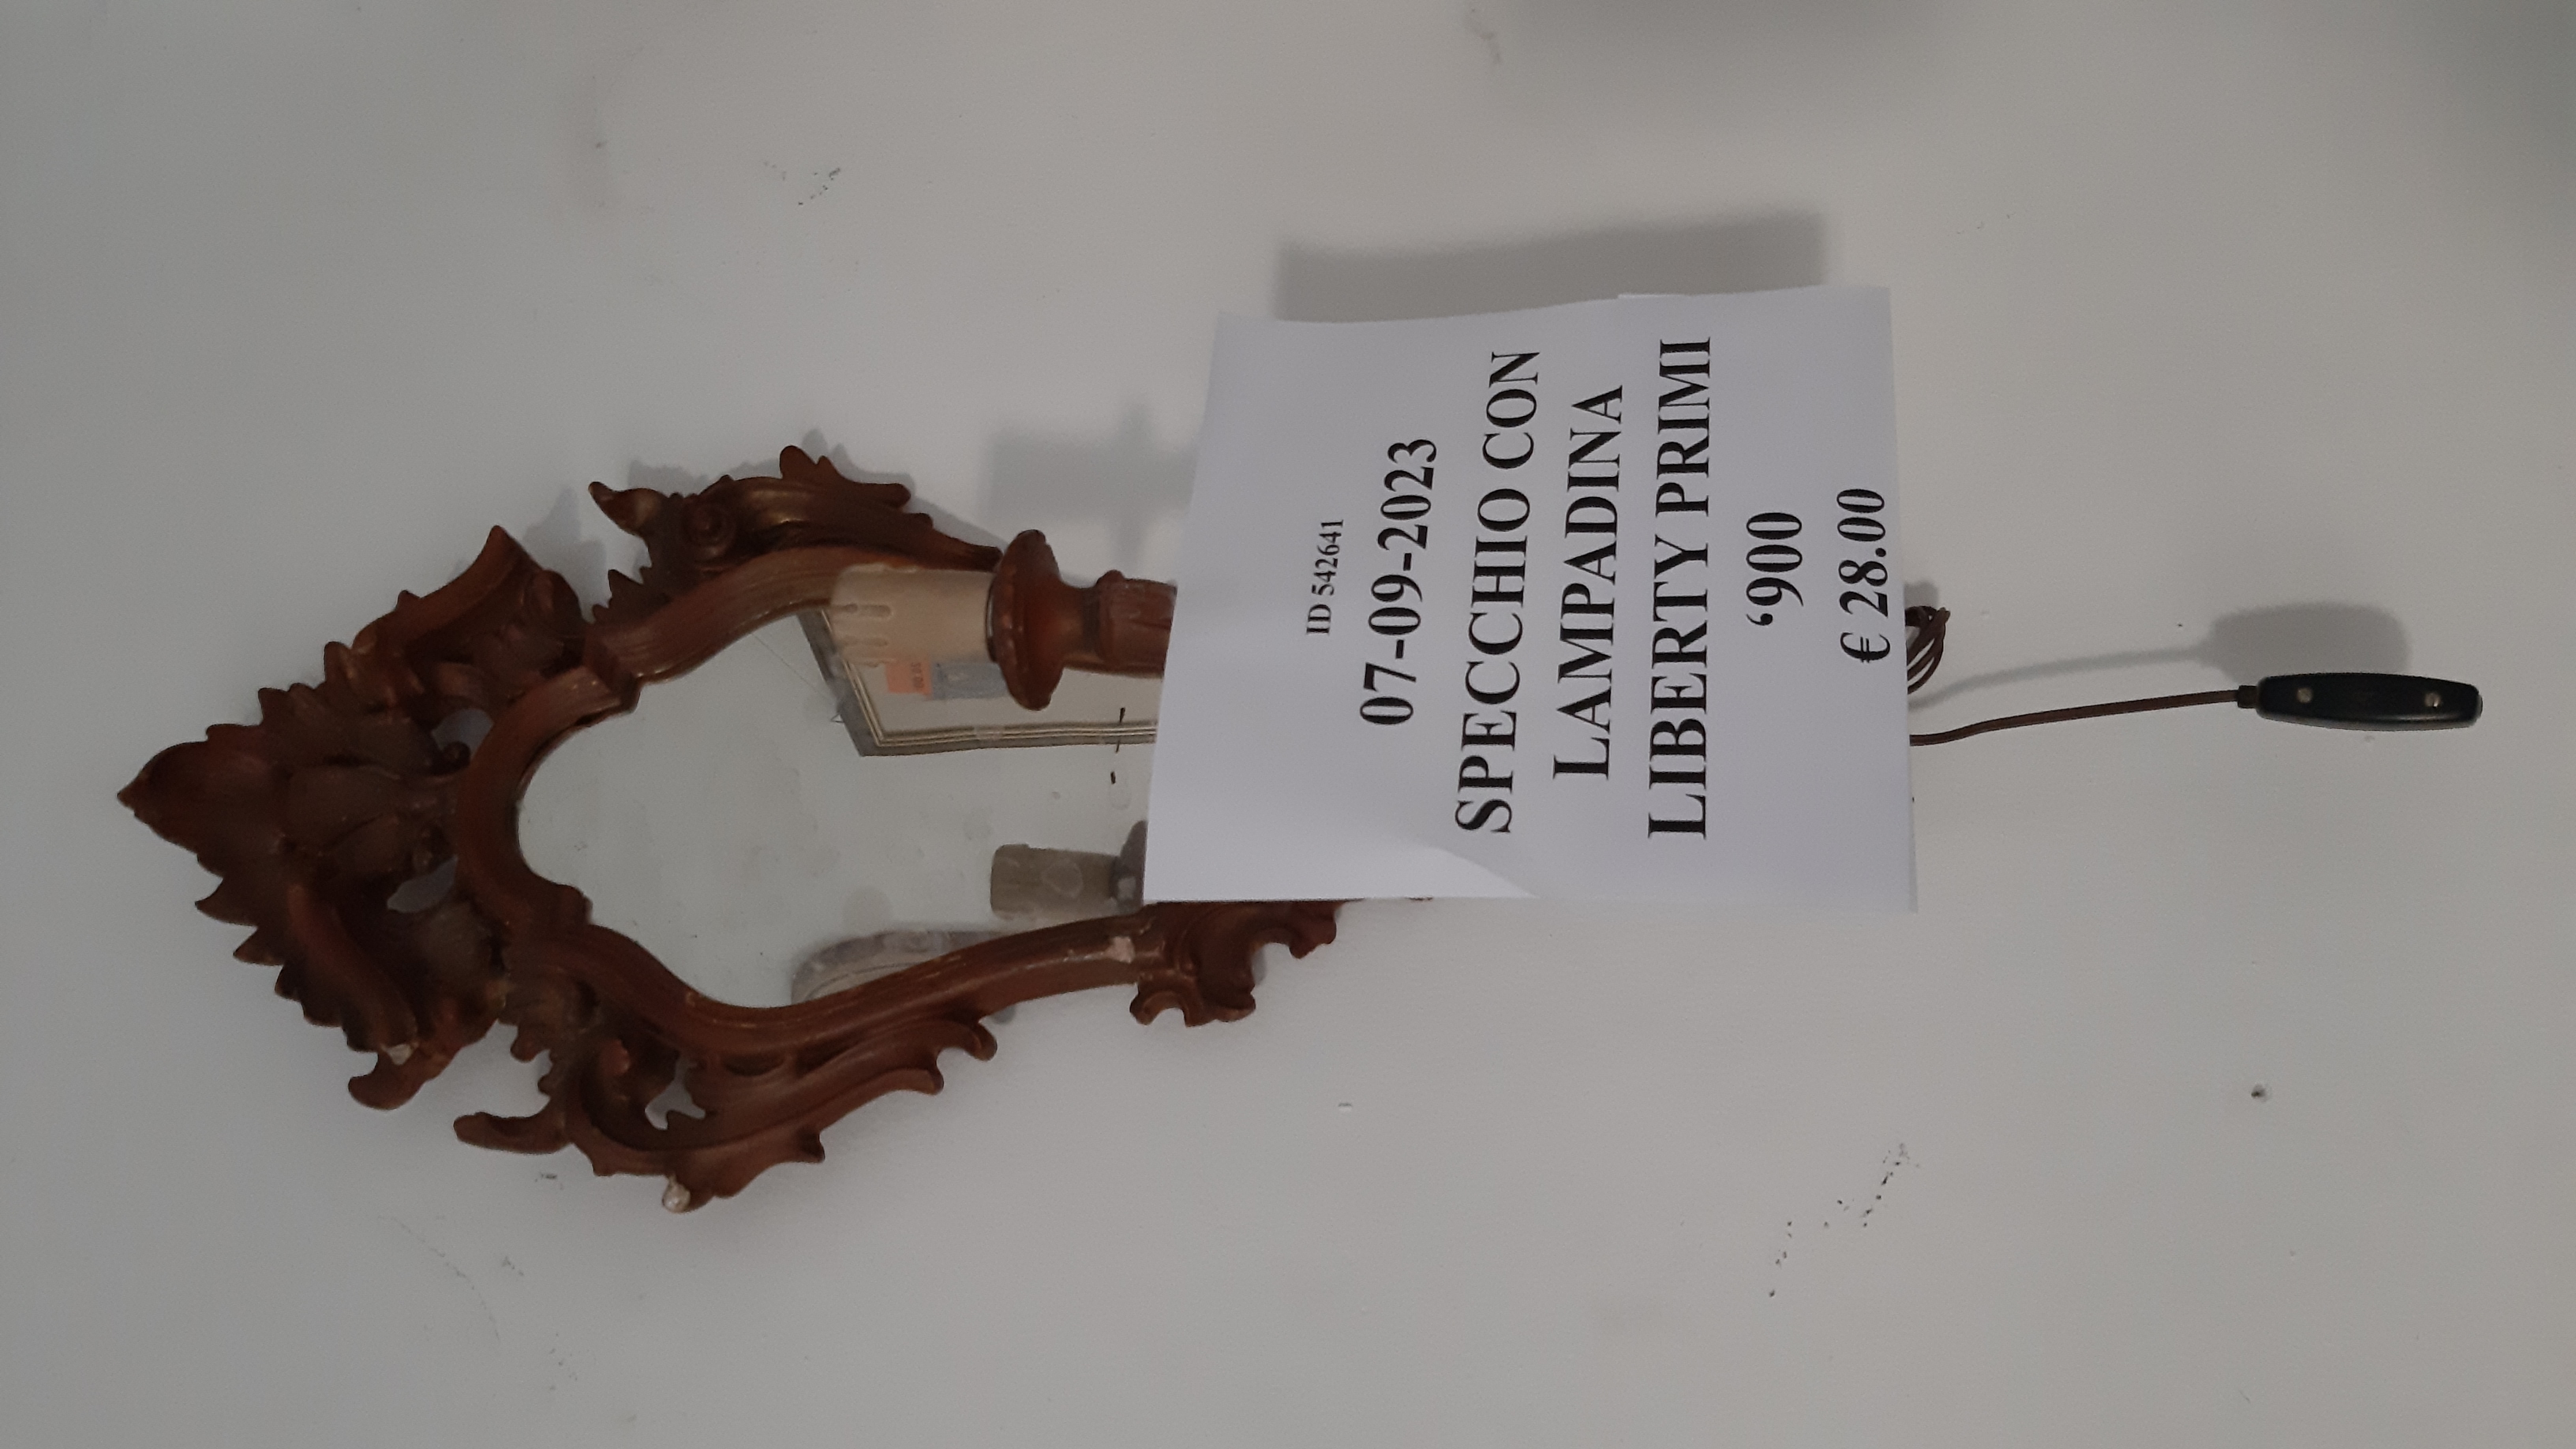 ID 542641
07-09-2023
SPECCHIO CON
LAMPADINA
LIBERTY PRIMI
‘900
€ 28.00